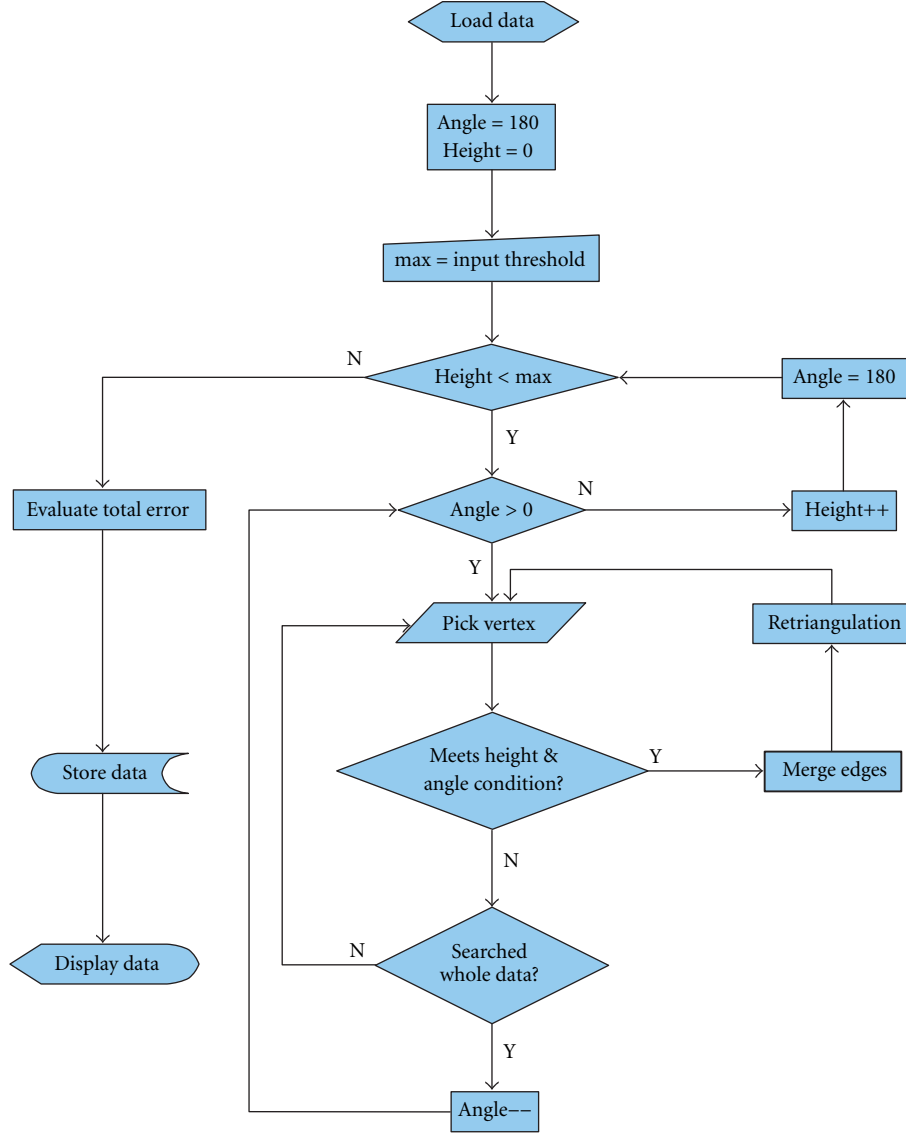 Load data
Angle = 180
Height = 0
max = input threshold
N
Height < max
Angle = 180
Y
Evaluate total error
Angle > 0
N
Height++
Y
Pick vertex
Retriangulation
Meets height &
angle condition?
Y
Merge edges
Store data
N
Searched
whole data?
N
Display data
Y
Angle−−